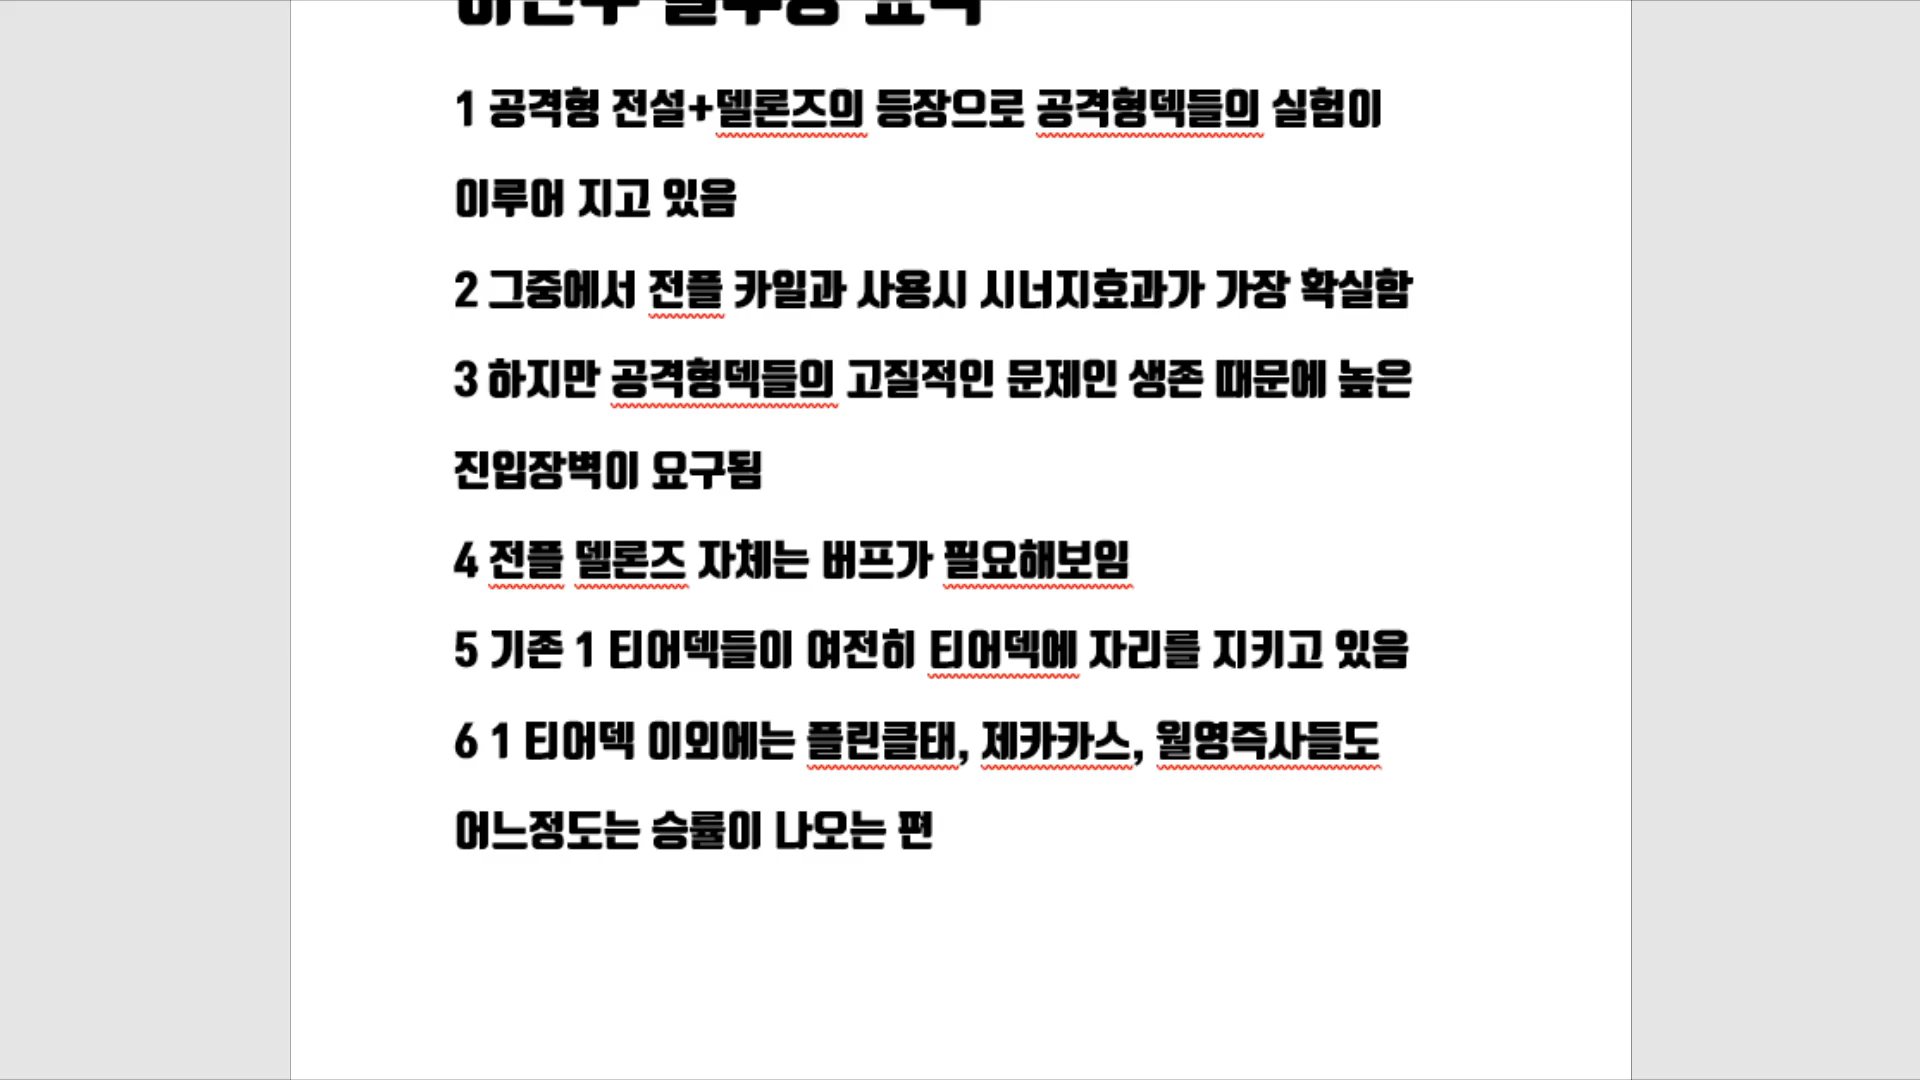 1 공격형 전설+델론즈의 등장으로 공격형덱들의 실험이
이루어 지고 있음
2 그중에서 전플 카일과 사용시 시너지효과가 가장 확실함
3 하지만 공격형덱들의 고질적인 문제인 생존 때문에 높은
진입장벽이 요구됨
4 전플 델론즈 자체는 버프가 필요해보임
5 기존 1 티어덱들이 여전히 티어덱에 자리를 지키고 있음
6 1 티어덱 이외에는 플린클태, 제카카스, 월영즉사들도
어느정도는 승률이 나오는 편